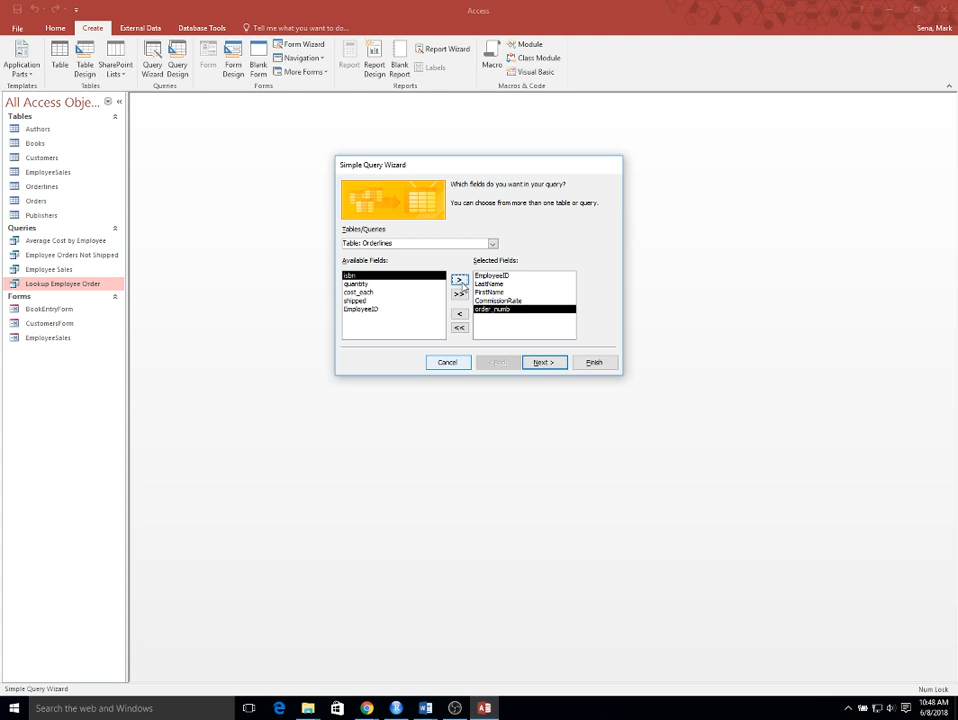 Access
Sena, Mark
File
Home
Create
External Data
Database Tools
Tell me what you want to do...
Application
Parts
Table
Table
Design
SharePoint
Lists
Query
Wizard
Query
Design
Form
Form
Design
Blank
Form
Form Wizard
Navigation
More Forms
Report
Report
Design
Blank
Report
Report Wizard
Labels
Macro
Module
Class Module
Visual Basic
Templates
Tables
Queries
Forms
Reports
Macros & Code
All Access Obje...
Tables
Authors
Books
Customers
EmployeeSales
Orderlines
Orders
Publishers
Queries
Average Cost by Employee
Employee Orders Not Shipped
Employee Sales
Lookup Employee Order
Forms
BookEntryForm
CustomersForm
EmployeeSales
Simple Query Wizard
Which fields do you want in your query?
You can choose from more than one table or query.
Tables/Queries
Table: Orderlines
Available Fields:
isbn
quantity
cost_each
shipped
EmployeeID
>
>>
<
<<
Selected Fields:
EmployeeID
LastName
FirstName
CommissionRate
order_numb
Cancel
Next >
Finish
Simple Query Wizard
Num Lock
Search the web and Windows
10:48 AM
6/8/2018